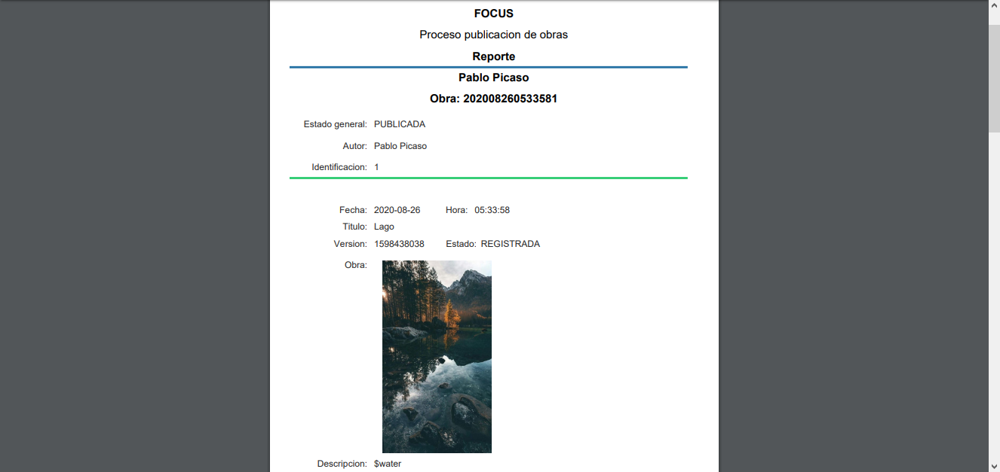 FOCUS
Proceso publicacion de obras
Reporte
Pablo Picaso
Obra: 202008260533581
Estado general: PUBLICADA
Autor: Pablo Picaso
Identificacion: 1
Fecha: 2020-08-26 Hora: 05:33:58
Titulo: Lago
Version: 1598438038 Estado: REGISTRADA
Obra:
Descripcion: $water